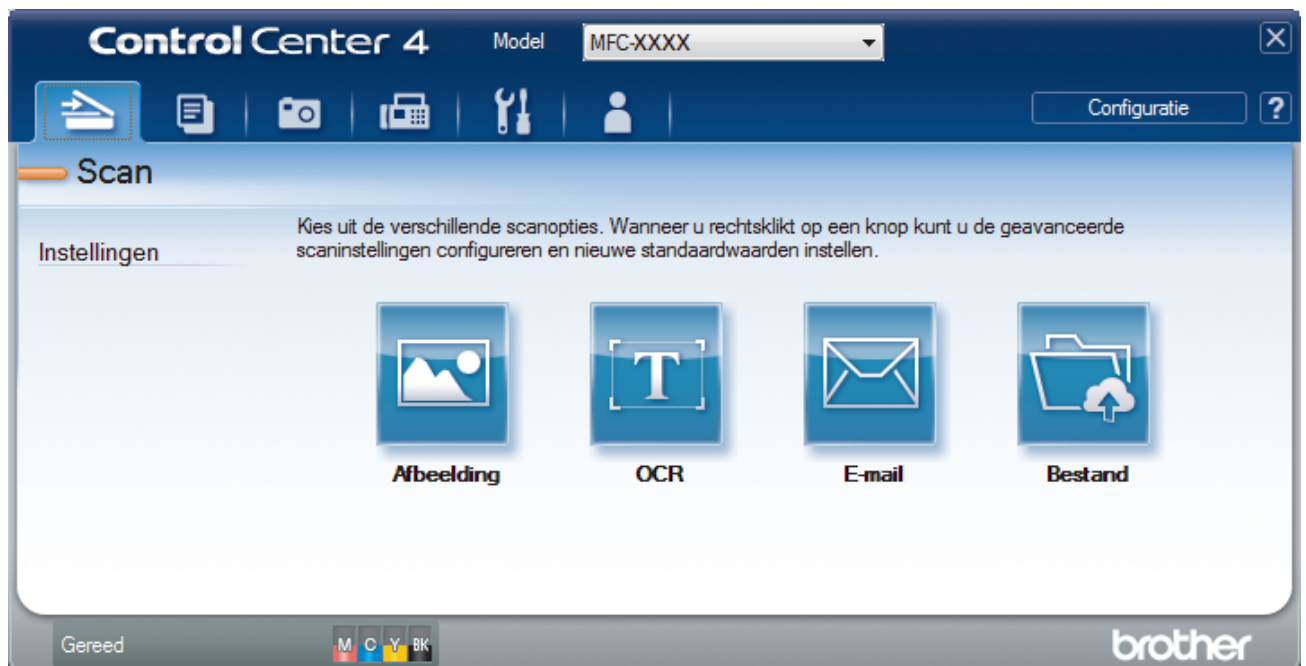 ControlCenter 4 Model MFC-XXXX
Configuratie ?
Scan
Instellingen
Kies uit de verschillende scanopties. Wanneer u rechtsklikt op een knop kunt u de geavanceerde
scaninstellingen configureren en nieuwe standaardwaarden instellen.
T
Afbeelding OCR E-mail Bestand
Gereed M C Y BK brother